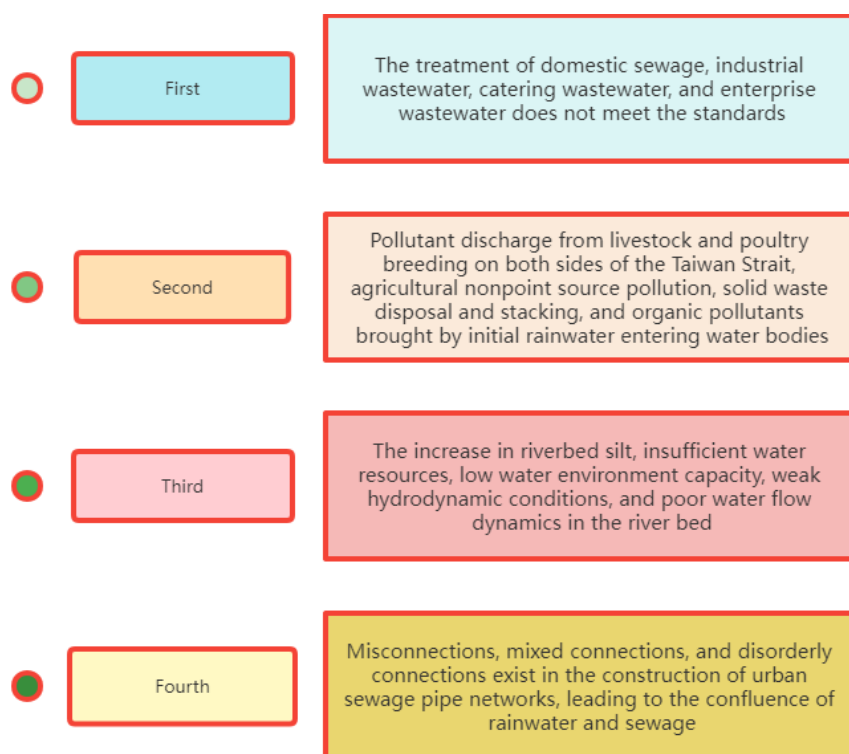 First
The treatment of domestic sewage, industrial
wastewater, catering wastewater, and enterprise
wastewater does not meet the standards
Second
Pollutant discharge from livestock and poultry
breeding on both sides of the Taiwan Strait,
agricultural nonpoint source pollution, solid waste
disposal and stacking, and organic pollutants
brought by initial rainwater entering water bodies
Third
The increase in riverbed silt, insufficient water
resources, low water environment capacity, weak
hydrodynamic conditions, and poor water flow
dynamics in the river bed
Fourth
Misconnections, mixed connections, and disorderly
connections exist in the construction of urban
sewage pipe networks, leading to the confluence of
rainwater and sewage